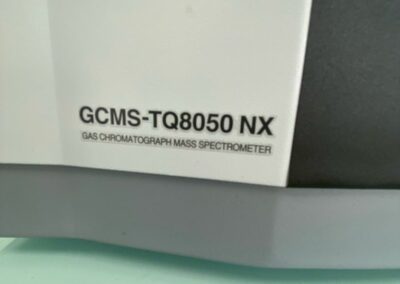 GCMS-TQ8050 NX
GAS CHROMATOGRAPH MASS SPECTROMETER